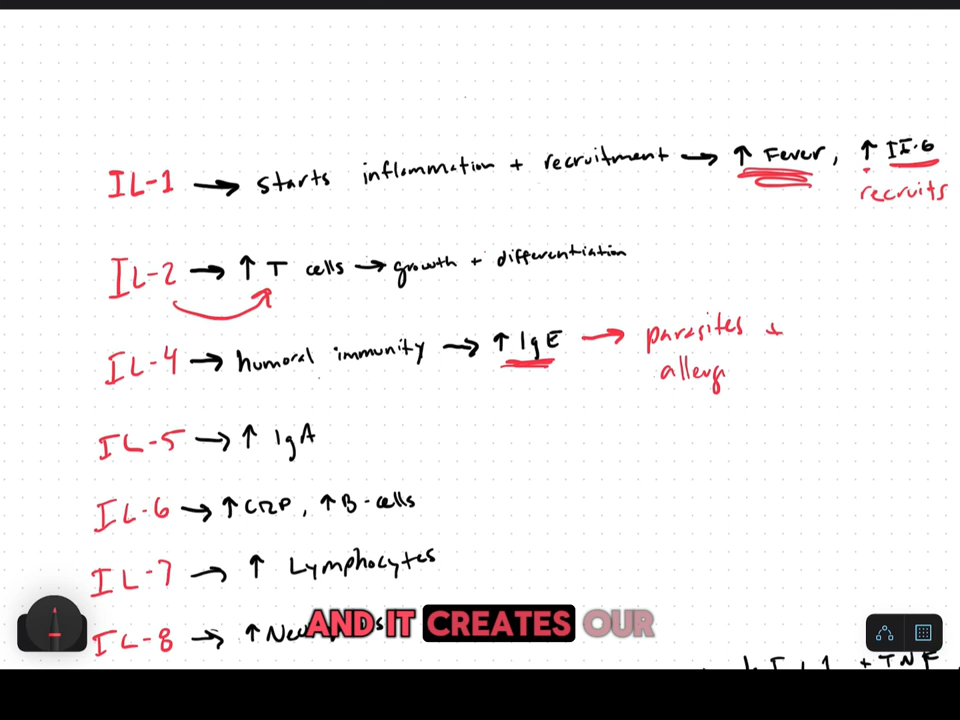 IL-1 → starts inflammation + recruitment → ↑ Fever, ↑ IL-6
recruits
IL-2 → ↑ T cells → growth + differentiation
IL-4 → humoral immunity → ↑ IgE → parasites +
allerg
IL-5 → ↑ IgA
IL-6 → ↑ CRP, ↑ B-cells
IL-7 → ↑ Lymphocytes
IL-8 → ↑
AND IT CREATES OUR
+ TNF